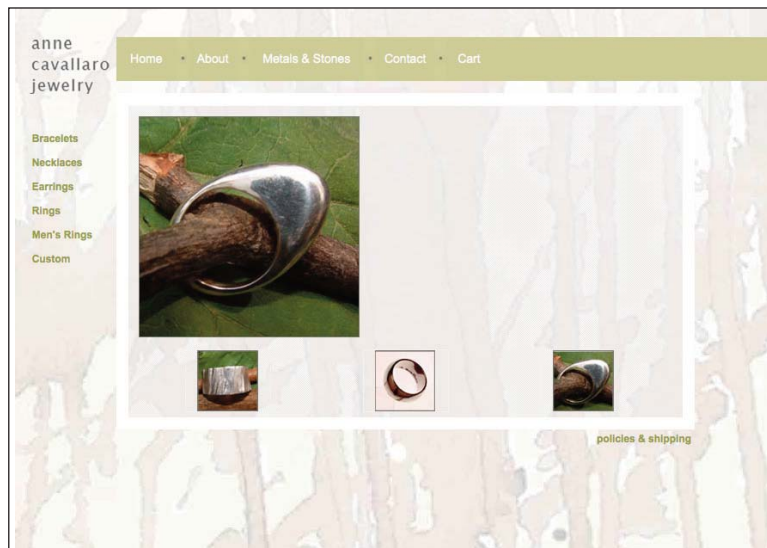 anne
cavallaro
jewelry
Home • About • Metals & Stones • Contact • Cart
Bracelets
Necklaces
Earrings
Rings
Men's Rings
Custom
policies & shipping